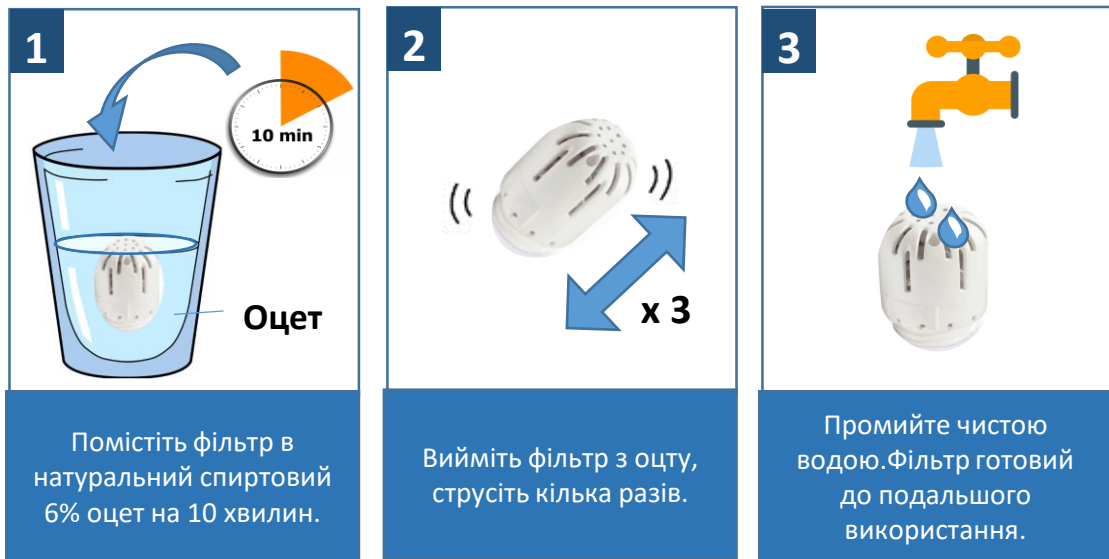 1
10 min
Оцет
Помістіть фільтр в
натуральний спиртовий
6% оцет на 10 хвилин.
2
x 3
Вийміть фільтр з оцту,
струсіть кілька разів.
3
Промийте чистою
водою.Фільтр готовий
до подальшого
використання.